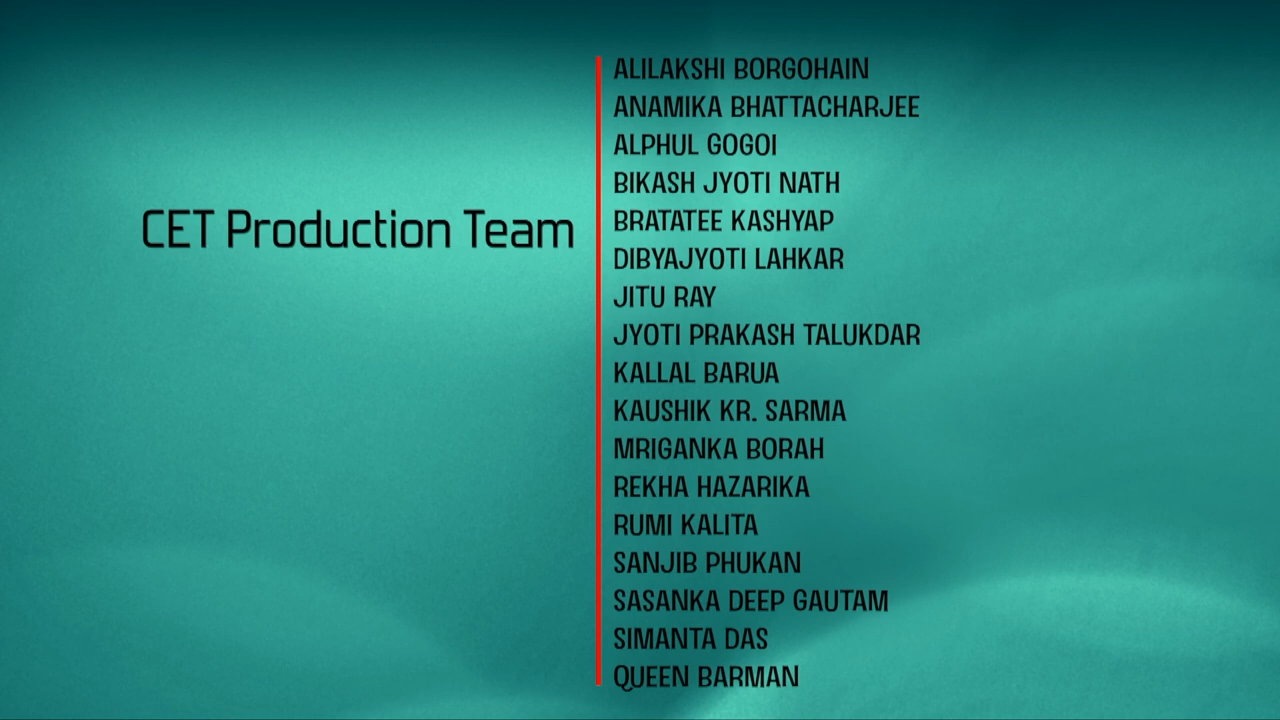 CET Production Team
ALILAKSHI BORGOHAIN
ANAMIKA BHATTACHARJEE
ALPHUL GOGOI
BIKASH JYOTI NATH
BRATATEE KASHYAP
DIBYAJYOTI LAHKAR
JITU RAY
JYOTI PRAKASH TALUKDAR
KALLAL BARUA
KAUSHIK KR. SARMA
MRIGANKA BORAH
REKHA HAZARIKA
RUMI KALITA
SANJIB PHUKAN
SASANKA DEEP GAUTAM
SIMANTA DAS
QUEEN BARMAN